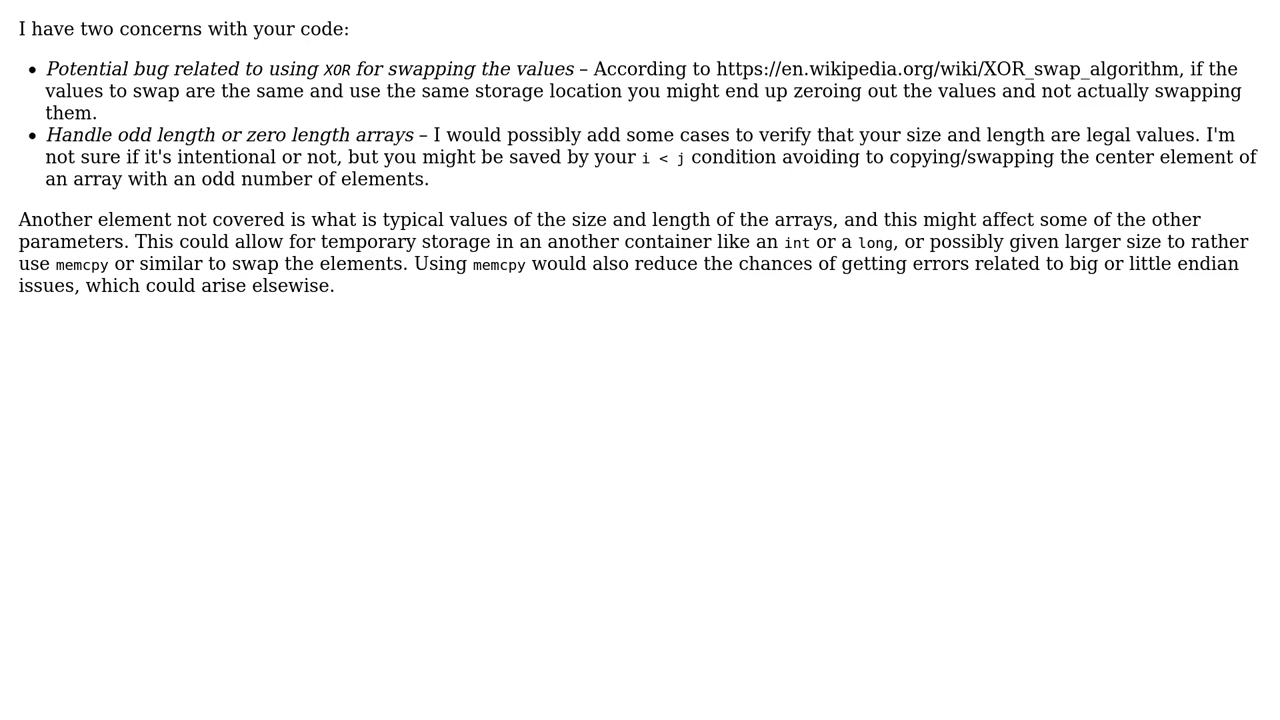 I have two concerns with your code:
• Potential bug related to using XOR for swapping the values – According to https://en.wikipedia.org/wiki/XOR_swap_algorithm, if the
values to swap are the same and use the same storage location you might end up zeroing out the values and not actually swapping
them.
• Handle odd length or zero length arrays – I would possibly add some cases to verify that your size and length are legal values. I'm
not sure if it's intentional or not, but you might be saved by your i < j condition avoiding to copying/swapping the center element of
an array with an odd number of elements.
Another element not covered is what is typical values of the size and length of the arrays, and this might affect some of the other
parameters. This could allow for temporary storage in an another container like an int or a long, or possibly given larger size to rather
use memcpy or similar to swap the elements. Using memcpy would also reduce the chances of getting errors related to big or little endian
issues, which could arise elsewise.